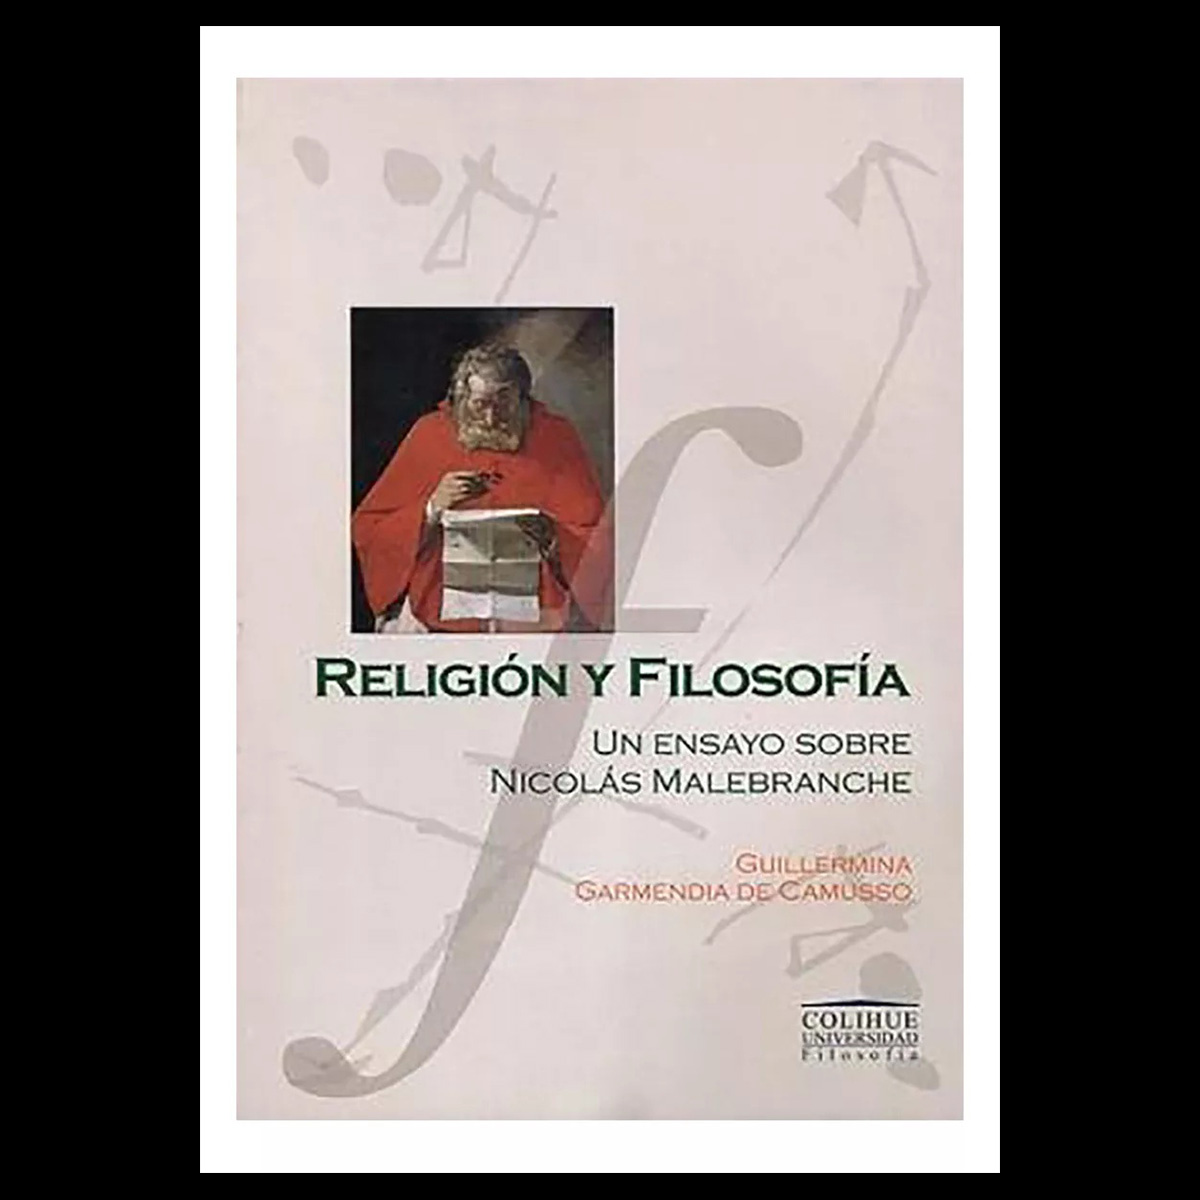 RELIGIÓN Y FILOSOFÍA
UN ENSAYO SOBRE
NICOLÁS MALEBRANCHE
GUILLERMINA
GARMENDIA DE CAMUSSO
COLIHUE
UNIVERSIDAD
Filosofía